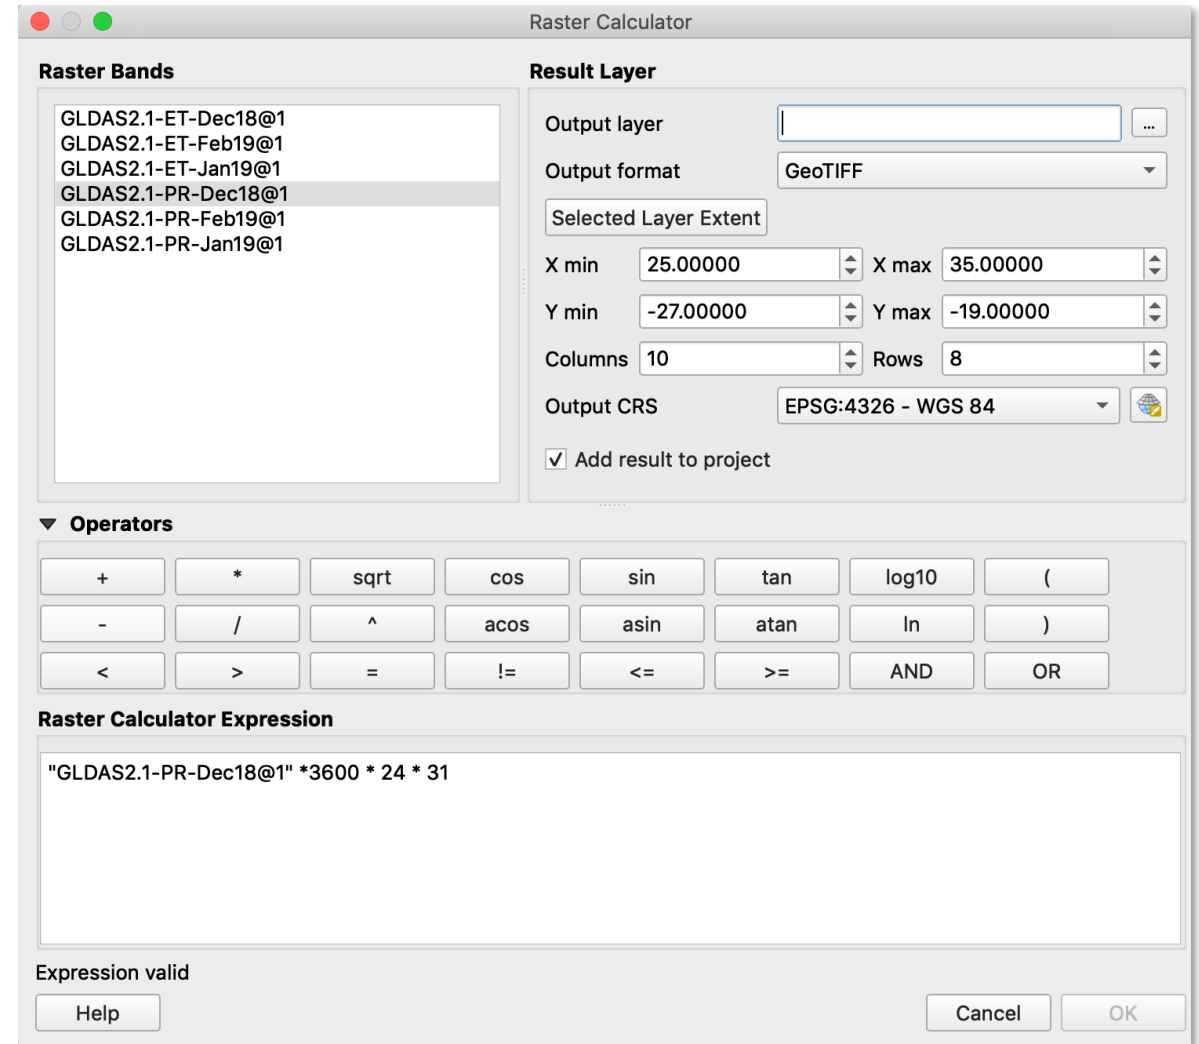 Raster Calculator
Raster Bands
GLDAS2.1-ET-Dec18@1
GLDAS2.1-ET-Feb19@1
GLDAS2.1-ET-Jan19@1
GLDAS2.1-PR-Dec18@1
GLDAS2.1-PR-Feb19@1
GLDAS2.1-PR-Jan19@1
Result Layer
Output layer ...
Output format GeoTIFF
Selected Layer Extent
X min 25.00000 X max 35.00000
Y min -27.00000 Y max -19.00000
Columns 10 Rows 8
Output CRS EPSG:4326 - WGS 84
Add result to project
Operators
+ * sqrt cos sin tan log10 (
- / ^ acos asin atan ln )
< > = != <= >= AND OR
Raster Calculator Expression
"GLDAS2.1-PR-Dec18@1" *3600 * 24 * 31
Expression valid
Help Cancel OK